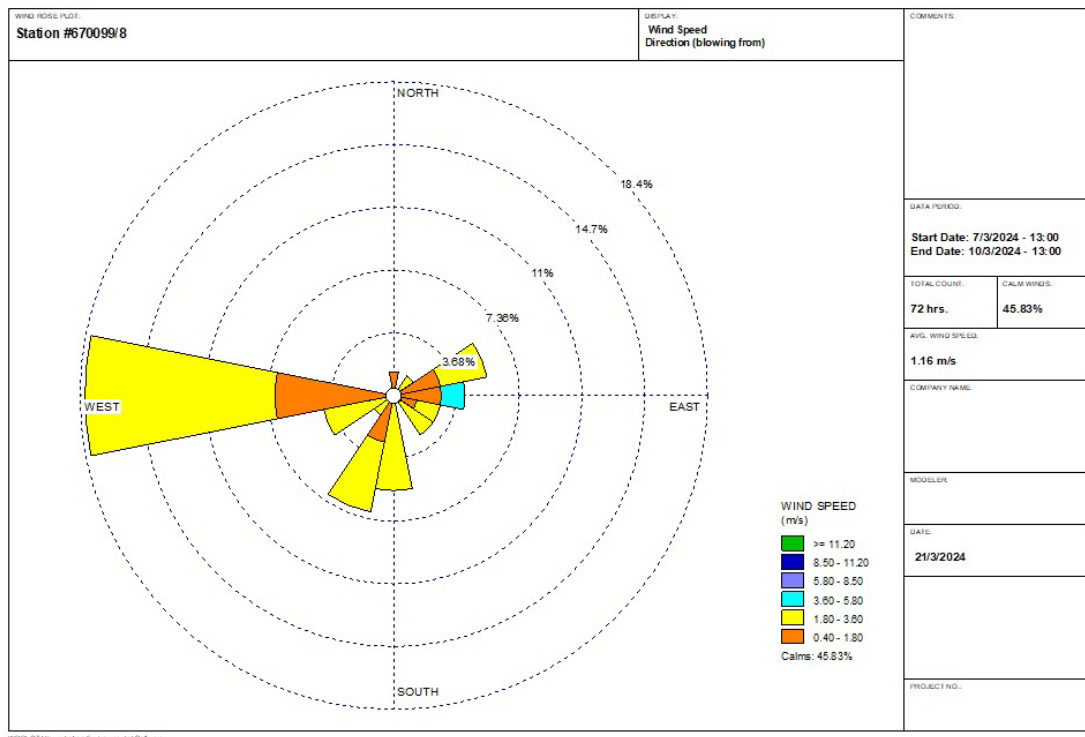 WIND ROSE PLOT:
Station #670099/8
DISPLAY:
Wind Speed
Direction (blowing from)
COMMENTS:
NORTH
18.4%
14.7%
11%
7.36%
3.68%
WEST
EAST
SOUTH
WIND SPEED
(m/s)
>= 11.20
8.50 - 11.20
5.80 - 8.50
3.60 - 5.80
1.80 - 3.60
0.40 - 1.80
Calms: 45.83%
DATA PERIOD:
Start Date: 7/3/2024 - 13:00
End Date: 10/3/2024 - 13:00
TOTAL COUNT:
CALM WINDS:
72 hrs.
45.83%
AVG. WIND SPEED:
1.16 m/s
COMPANY NAME:
MODELER:
DATE:
21/3/2024
PROJECT NO.: